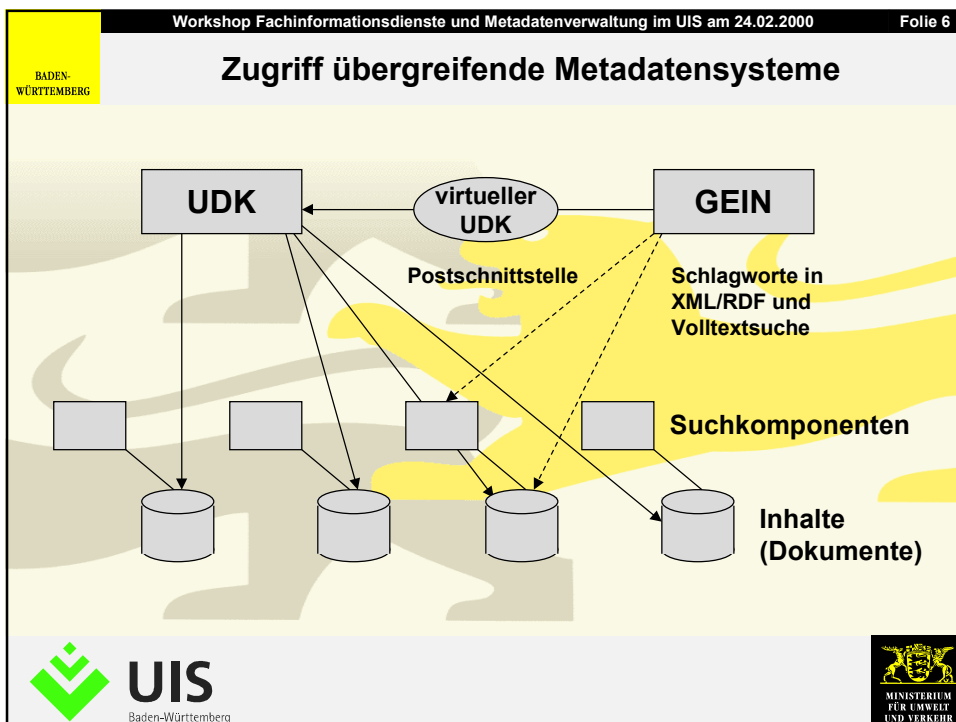 Workshop Fachinformationsdienste und Metadatenverwaltung im UIS am 24.02.2000 Folie 6
BADEN-
WÜRTTEMBERG
Zugriff übergreifende Metadatensysteme
UDK
virtueller
UDK
GEIN
Postschnittstelle
Schlagworte in
XML/RDF und
Volltextsuche
Suchkomponenten
Inhalte
(Dokumente)
UIS
Baden-Württemberg
MINISTERIUM
FÜR UMWELT
UND VERKEHR